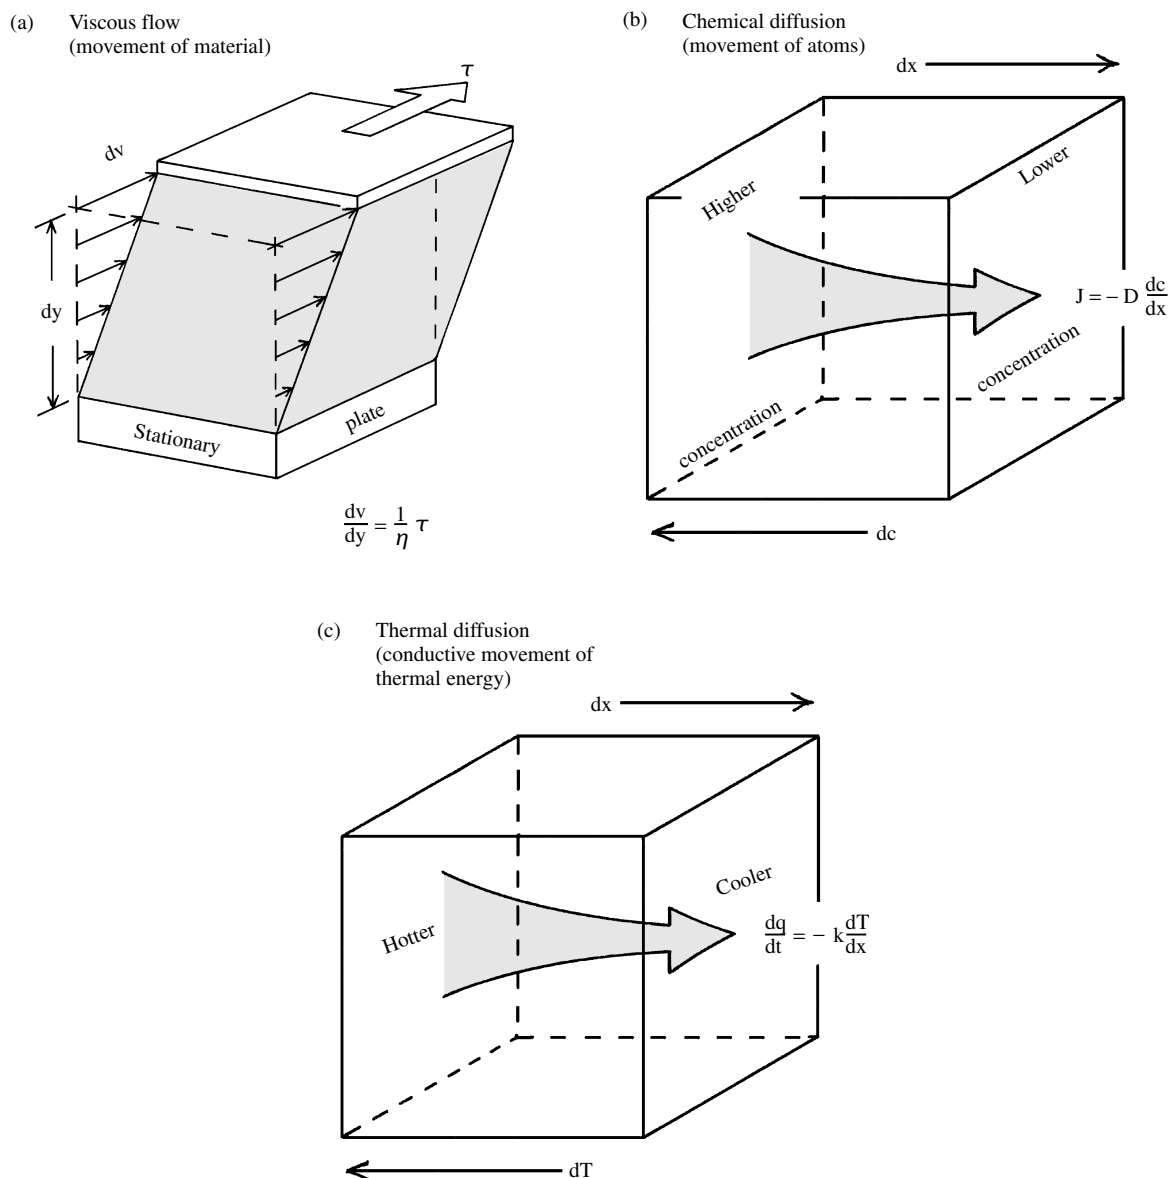 (a) Viscous flow
(movement of material)
τ
dv
dy
Stationary
plate
dv/dy = 1/η τ
(b) Chemical diffusion
(movement of atoms)
dx
Higher
Lower
J = − D dc/dx
concentration
concentration
dc
(c) Thermal diffusion
(conductive movement of
thermal energy)
dx
Hotter
Cooler
dq/dt = − k dT/dx
dT